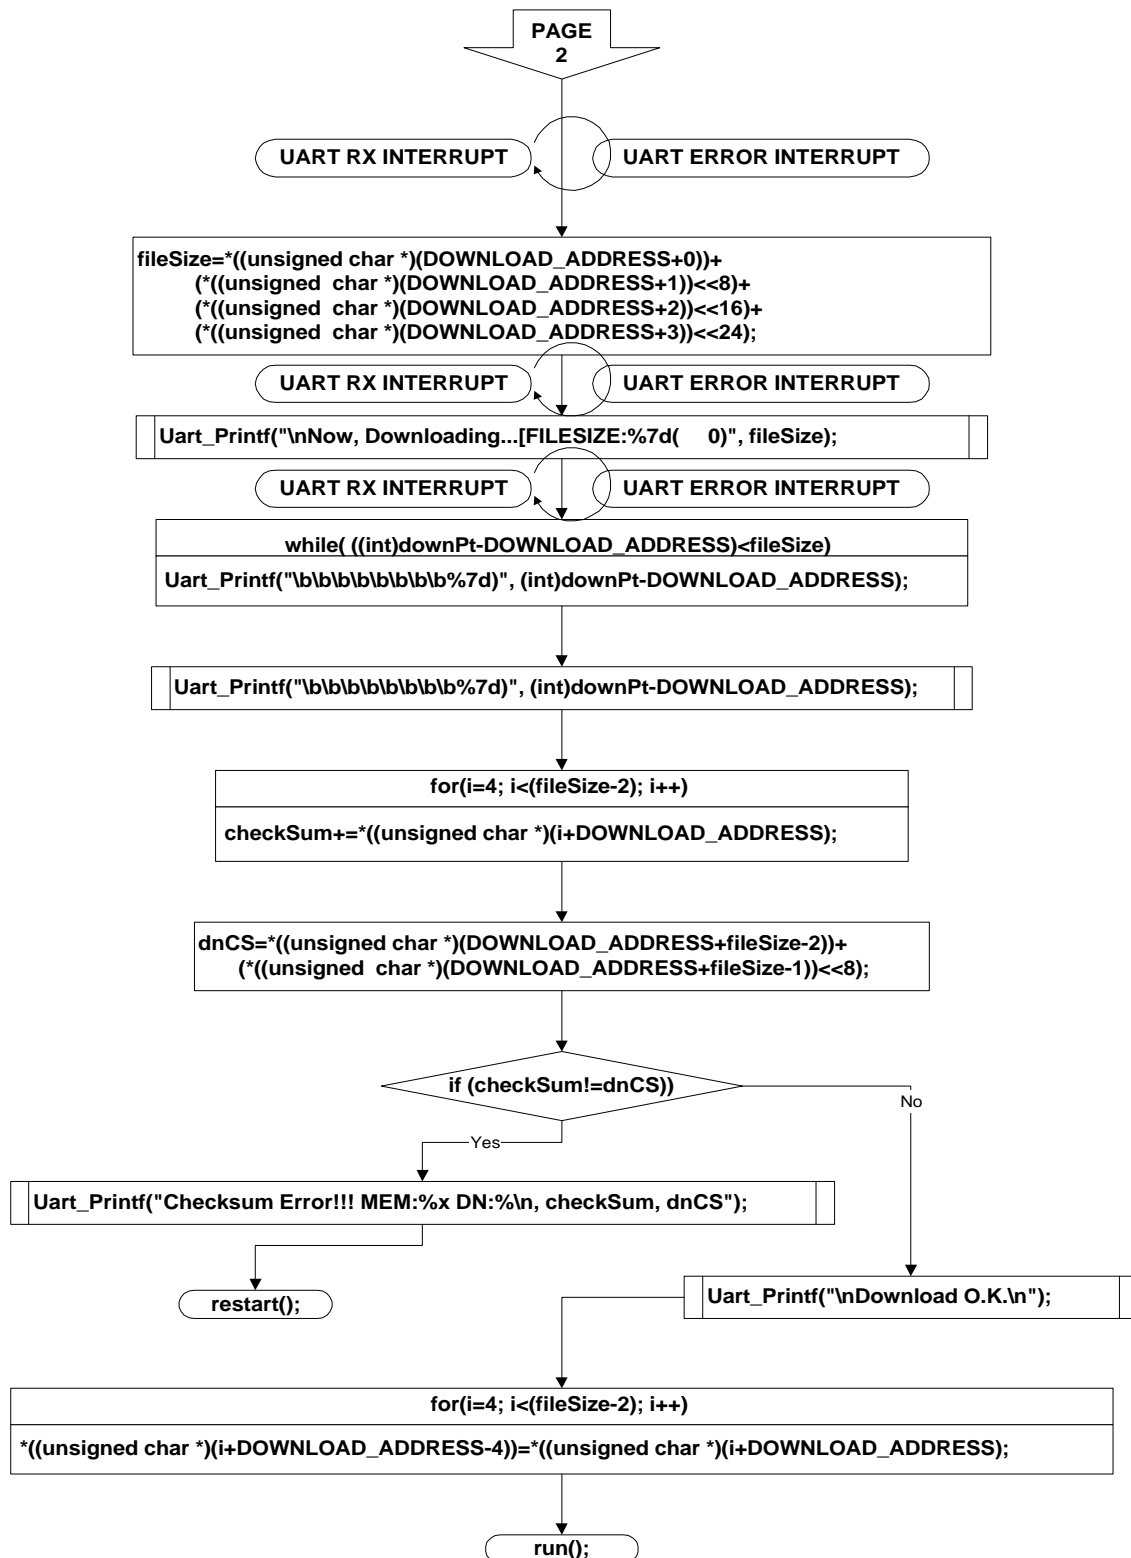 PAGE
2
UART RX INTERRUPT
UART ERROR INTERRUPT
fileSize=*((unsigned char *)(DOWNLOAD_ADDRESS+0))+
(*((unsigned  char *)(DOWNLOAD_ADDRESS+1))<<8)+
(*((unsigned  char *)(DOWNLOAD_ADDRESS+2))<<16)+
(*((unsigned  char *)(DOWNLOAD_ADDRESS+3))<<24);
UART RX INTERRUPT
UART ERROR INTERRUPT
Uart_Printf("\nNow, Downloading...[FILESIZE:%7d(     0)", fileSize);
UART RX INTERRUPT
UART ERROR INTERRUPT
while( ((int)downPt-DOWNLOAD_ADDRESS)<fileSize)
Uart_Printf("\b\b\b\b\b\b\b\b%7d)", (int)downPt-DOWNLOAD_ADDRESS);
Uart_Printf("\b\b\b\b\b\b\b\b%7d)", (int)downPt-DOWNLOAD_ADDRESS);
for(i=4; i<(fileSize-2); i++)
checkSum+=*((unsigned char *)(i+DOWNLOAD_ADDRESS);
dnCS=*((unsigned char *)(DOWNLOAD_ADDRESS+fileSize-2))+
(*((unsigned  char *)(DOWNLOAD_ADDRESS+fileSize-1))<<8);
if (checkSum!=dnCS))
No
Yes
Uart_Printf("Checksum Error!!! MEM:%x DN:%\n, checkSum, dnCS");
restart();
Uart_Printf("\nDownload O.K.\n");
for(i=4; i<(fileSize-2); i++)
*((unsigned char *)(i+DOWNLOAD_ADDRESS-4))=*((unsigned char *)(i+DOWNLOAD_ADDRESS);
run();